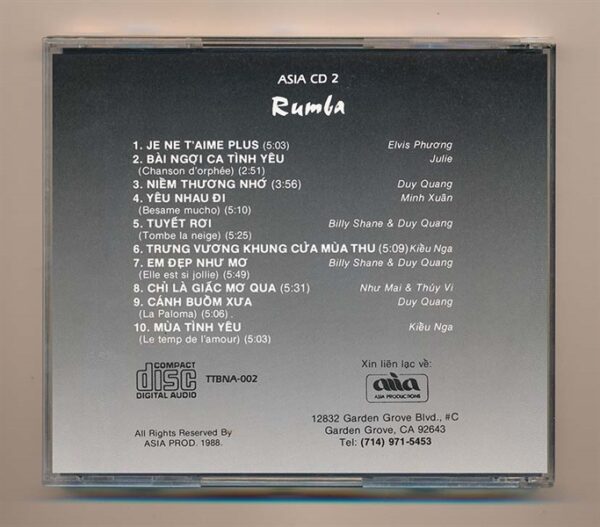 ASIA CD 2
Rumba
1. JE NE T'AIME PLUS (5:03) Elvis Phương
2. BÀI NGỢI CA TÌNH YÊU Julie
(Chanson d'orphée) (2:51)
3. NIỀM THƯƠNG NHỚ (3:56) Duy Quang
4. YÊU NHAU ĐI Minh Xuân
(Besame mucho) (5:10)
5. TUYẾT RƠI Billy Shane & Duy Quang
(Tombe la neige) (5:25)
6. TRƯNG VƯƠNG KHUNG CỬA MÙA THU (5:09) Kiều Nga
7. EM ĐẸP NHƯ MƠ Billy Shane & Duy Quang
(Elle est si jollie) (5:49)
8. CHỈ LÀ GIẤC MƠ QUA (5:31) Như Mai & Thúy Vi
9. CÁNH BUỒM XƯA Duy Quang
(La Paloma) (5:06)
10. MÙA TÌNH YÊU Kiều Nga
(Le temp de l'amour) (5:03)
COMPACT
disc
DIGITAL AUDIO
TTBNA-002
Xin liên lạc về:
asia
ASIA PRODUCTIONS
12832 Garden Grove Blvd., #C
Garden Grove, CA 92643
Tel: (714) 971-5453
All Rights Reserved By
ASIA PROD. 1988.